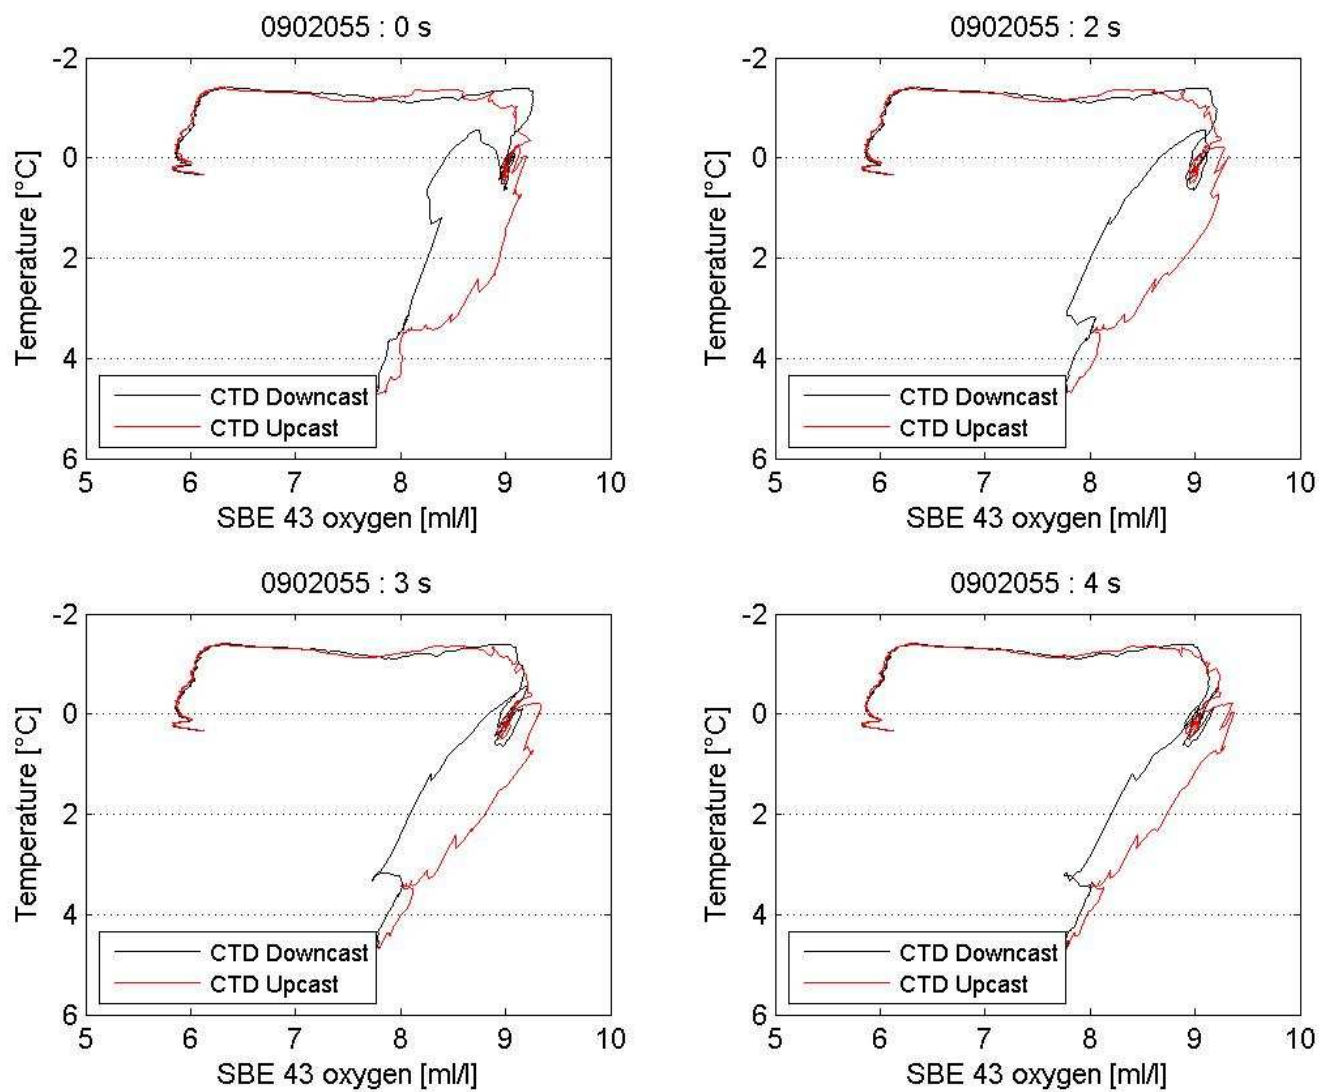 0902055 : 0 s
-2
0
2
4
6
Temperature [°C]
CTD Downcast
CTD Upcast
5 6 7 8 9 10
SBE 43 oxygen [ml/l]
0902055 : 2 s
-2
0
2
4
6
Temperature [°C]
CTD Downcast
CTD Upcast
5 6 7 8 9 10
SBE 43 oxygen [ml/l]
0902055 : 3 s
-2
0
2
4
6
Temperature [°C]
CTD Downcast
CTD Upcast
5 6 7 8 9 10
SBE 43 oxygen [ml/l]
0902055 : 4 s
-2
0
2
4
6
Temperature [°C]
CTD Downcast
CTD Upcast
5 6 7 8 9 10
SBE 43 oxygen [ml/l]